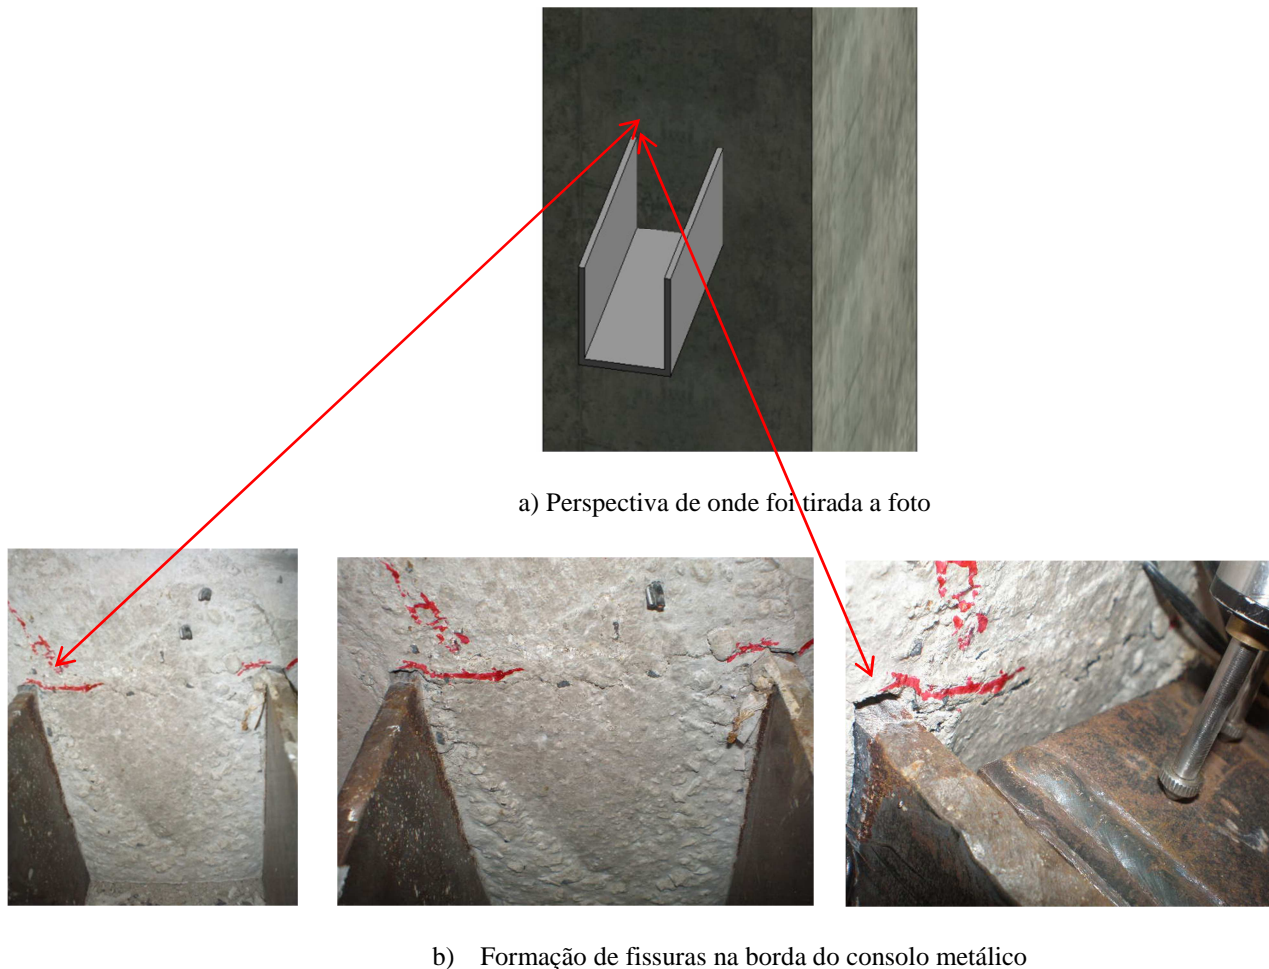 a) Perspectiva de onde foi tirada a foto
b) Formação de fissuras na borda do consolo metálico